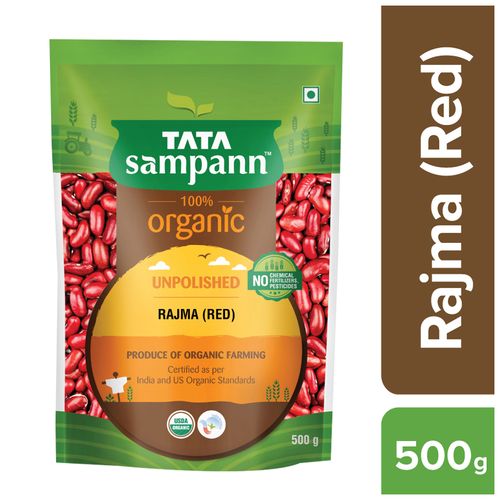 TATA
sampann™
100%
organic
UNPOLISHED
NO CHEMICAL
FERTILIZERS,
PESTICIDES
RAJMA (RED)
PRODUCE OF ORGANIC FARMING
Certified as per
India and US Organic Standards
USDA
ORGANIC
500 g
Rajma (Red)
500g